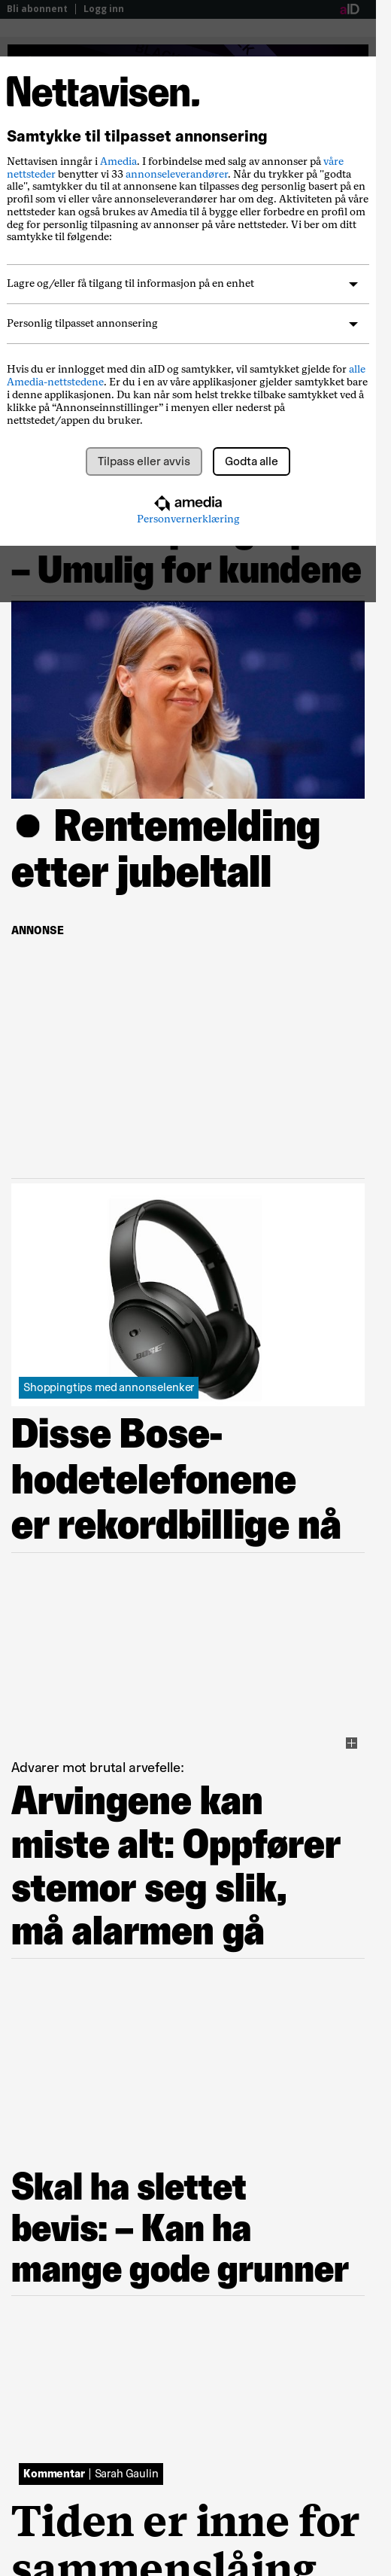 Bli abonnent | Logg inn
aID
Nettavisen.
Samtykke til tilpasset annonsering
Nettavisen inngår i Amedia. I forbindelse med salg av annonser på våre
nettsteder benytter vi 33 annonseleverandører. Når du trykker på "godta
alle", samtykker du til at annonsene kan tilpasses deg personlig basert på en
profil som vi eller våre annonseleverandører har om deg. Aktiviteten på våre
nettsteder kan også brukes av Amedia til å bygge eller forbedre en profil om
deg for personlig tilpasning av annonser på våre nettsteder. Vi ber om ditt
samtykke til følgende:
Lagre og/eller få tilgang til informasjon på en enhet
Personlig tilpasset annonsering
Hvis du er innlogget med din aID og samtykker, vil samtykket gjelde for alle
Amedia-nettstedene. Er du i en av våre applikasjoner gjelder samtykket bare
i denne applikasjonen. Du kan når som helst trekke tilbake samtykket ved å
klikke på “Annonseinnstillinger” i menyen eller nederst på
nettstedet/appen du bruker.
Tilpass eller avvis
Godta alle
amedia
Personvernerklæring
– Umulig for kundene
Rentemelding
etter jubeltall
ANNONSE
BOSE
Shoppingtips med annonselenker
Disse Bose-
hodetelefonene
er rekordbillige nå
Advarer mot brutal arvefelle:
Arvingene kan
miste alt: Oppfører
stemor seg slik,
må alarmen gå
Skal ha slettet
bevis: – Kan ha
mange gode grunner
Kommentar | Sarah Gaulin
Tiden er inne for
sammenslåing